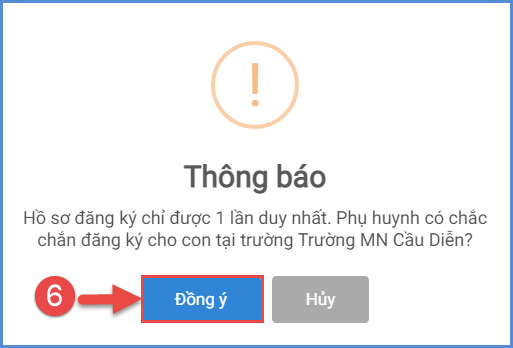 !
Thông báo
Hồ sơ đăng ký chỉ được 1 lần duy nhất. Phụ huynh có chắc
chắn đăng ký cho con tại trường Trường MN Cầu Diễn?
6 Đồng ý Hủy